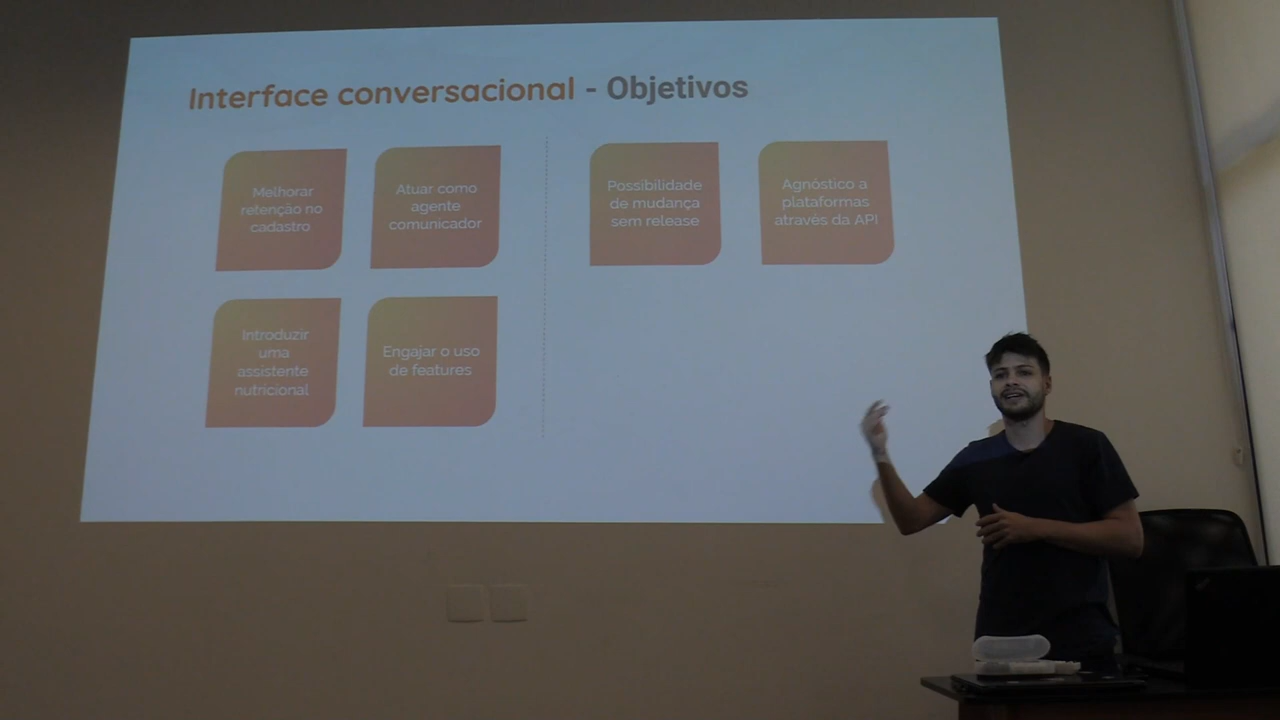 Interface conversacional - Objetivos
Melhorar
retenção no
cadastro
Atuar como
agente
comunicador
Possibilidade
de mudança
sem release
Agnóstico a
plataformas
através da API
Introduzir
uma
assistente
nutricional
Engajar o uso
de features